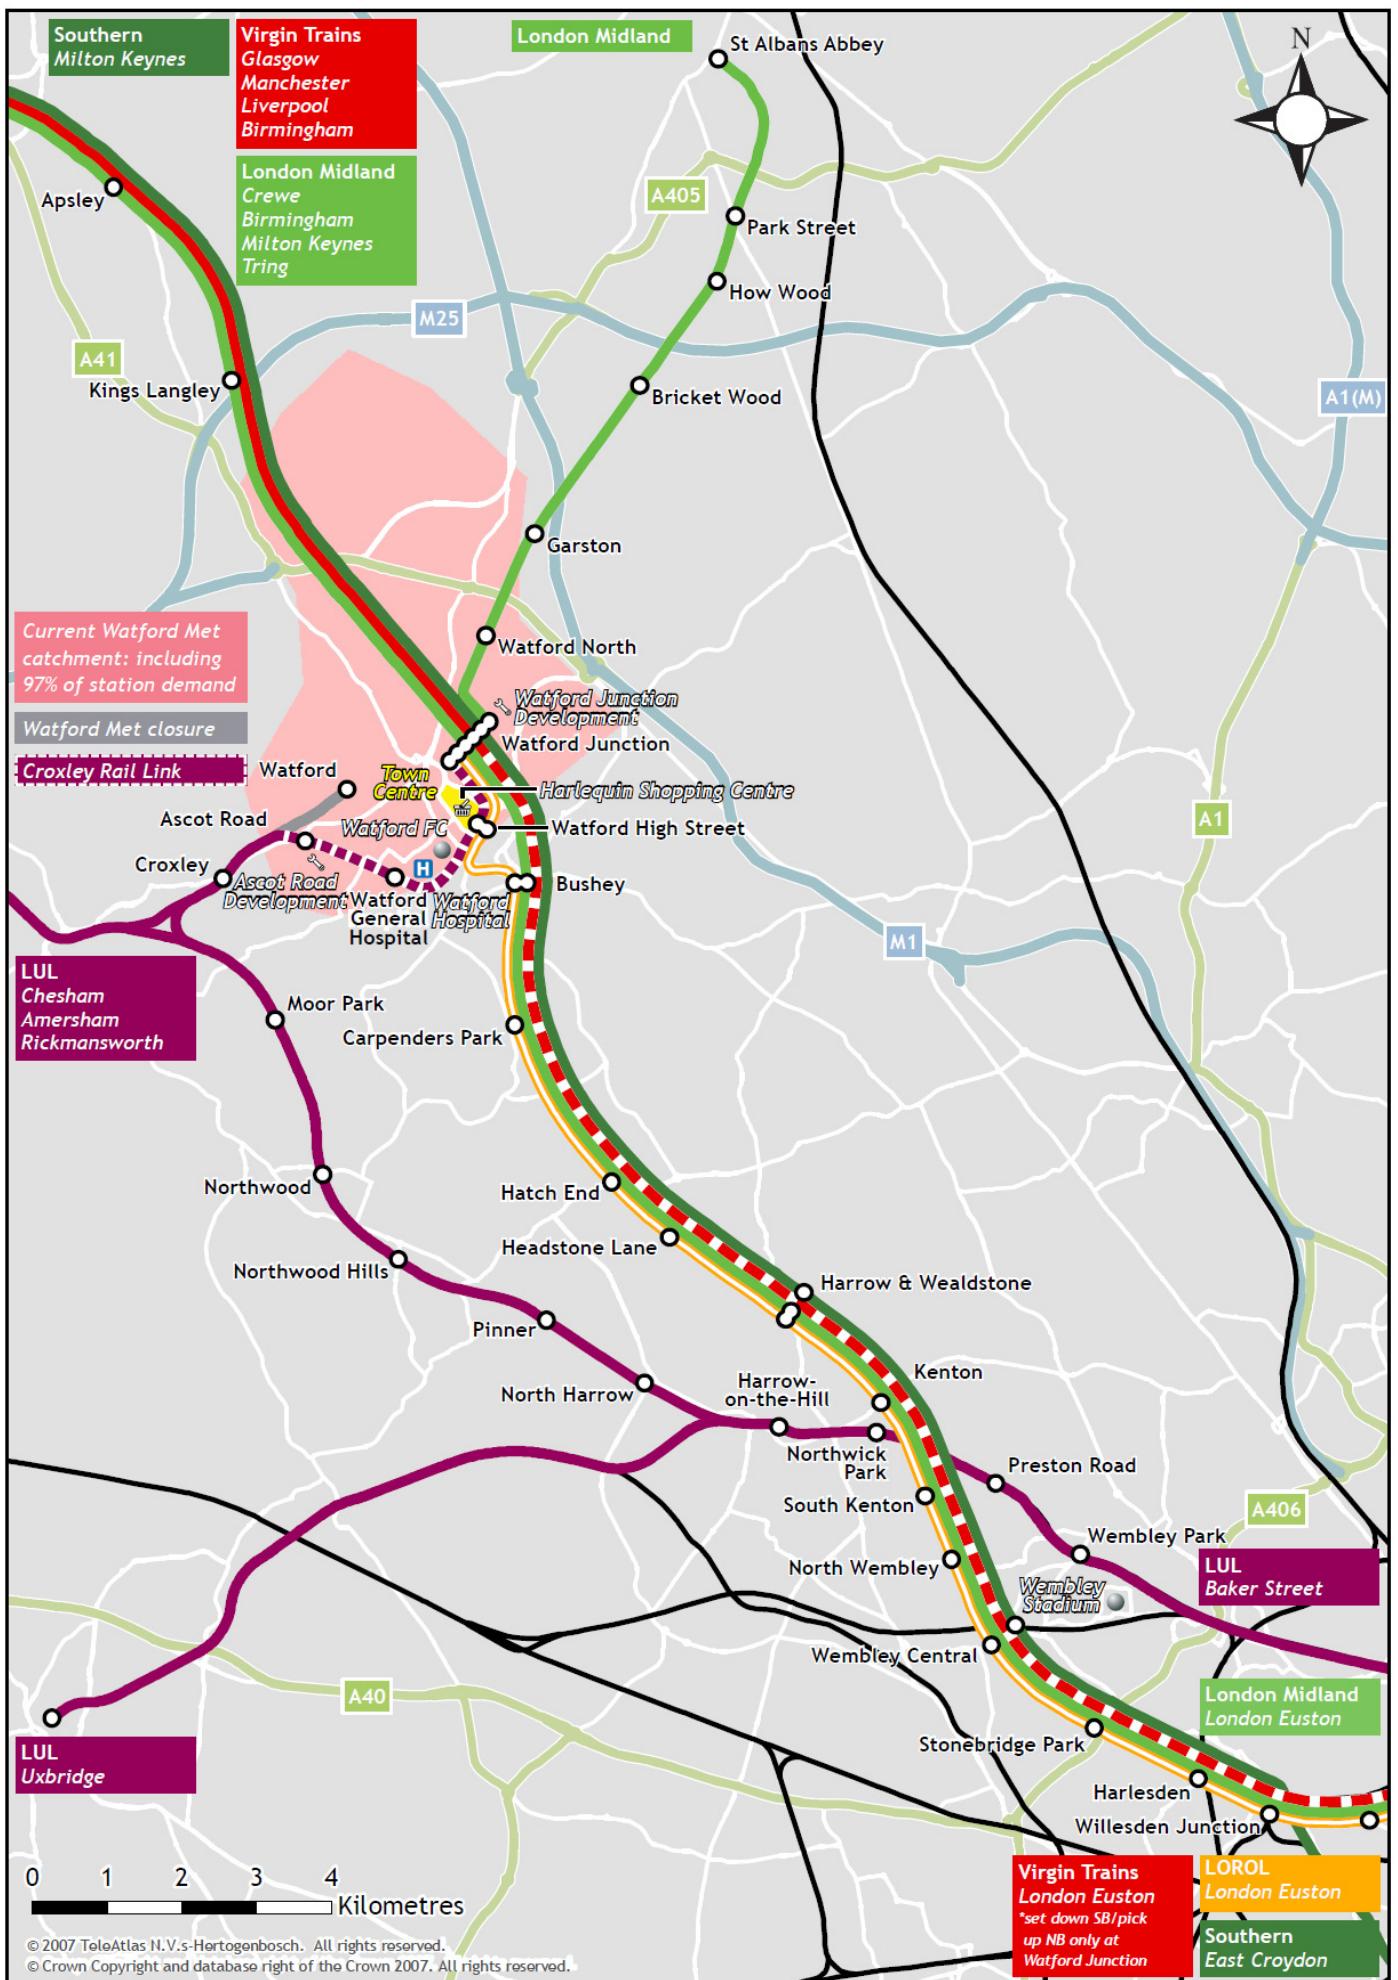 Southern
Milton Keynes
Virgin Trains
Glasgow
Manchester
Liverpool
Birmingham
London Midland
Crewe
Birmingham
Milton Keynes
Tring
London Midland
St Albans Abbey
N
Apsley
A405
Park Street
How Wood
M25
A41
Kings Langley
Bricket Wood
A1(M)
Garston
Current Watford Met
catchment: including
97% of station demand
Watford Met closure
Croxley Rail Link
Watford North
Watford Junction
Development
Watford Junction
Watford
Town
Centre
Harlequin Shopping Centre
Ascot Road
Watford FC
Watford High Street
A1
Croxley
H
Ascot Road
Development
Watford
General
Hospital
Watford
Hospital
Bushey
M1
LUL
Chesham
Amersham
Rickmansworth
Moor Park
Carpenders Park
Northwood
Hatch End
Headstone Lane
Northwood Hills
Harrow & Wealdstone
Pinner
Kenton
North Harrow
Harrow-
on-the-Hill
Northwick
Park
Preston Road
South Kenton
A406
Wembley Park
North Wembley
LUL
Baker Street
Wembley
Stadium
Wembley Central
A40
London Midland
London Euston
Stonebridge Park
LUL
Uxbridge
Harlesden
Willesden Junction
0 1 2 3 4
Kilometres
Virgin Trains
London Euston
*set down SB/pick
up NB only at
Watford Junction
LOROL
London Euston
Southern
East Croydon
© 2007 TeleAtlas N.V.s-Hertogenbosch. All rights reserved.
© Crown Copyright and database right of the Crown 2007. All rights reserved.